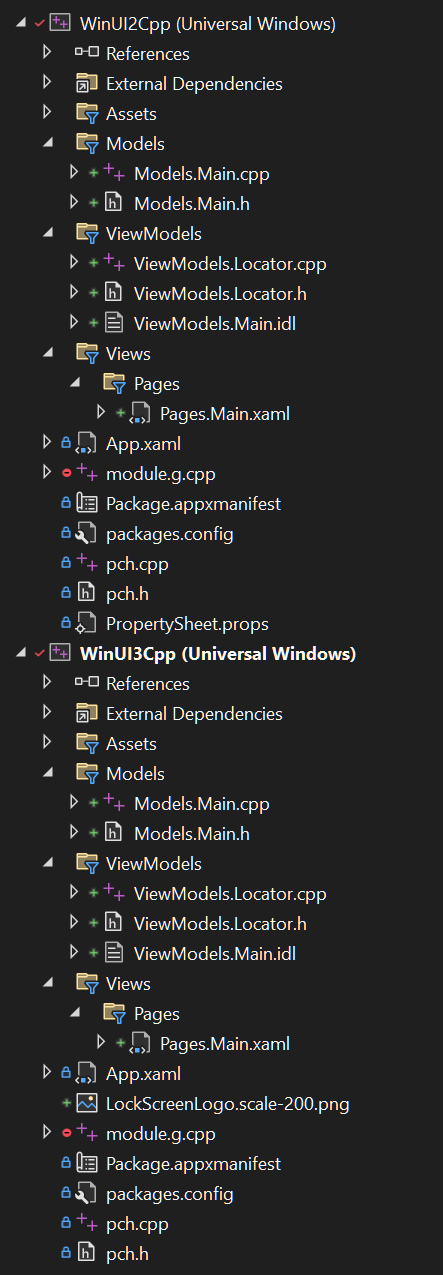 WinUI2Cpp (Universal Windows)
References
External Dependencies
Assets
Models
Models.Main.cpp
Models.Main.h
ViewModels
ViewModels.Locator.cpp
ViewModels.Locator.h
ViewModels.Main.idl
Views
Pages
Pages.Main.xaml
App.xaml
module.g.cpp
Package.appxmanifest
packages.config
pch.cpp
pch.h
PropertySheet.props
WinUI3Cpp (Universal Windows)
References
External Dependencies
Assets
Models
Models.Main.cpp
Models.Main.h
ViewModels
ViewModels.Locator.cpp
ViewModels.Locator.h
ViewModels.Main.idl
Views
Pages
Pages.Main.xaml
App.xaml
LockScreenLogo.scale-200.png
module.g.cpp
Package.appxmanifest
packages.config
pch.cpp
pch.h